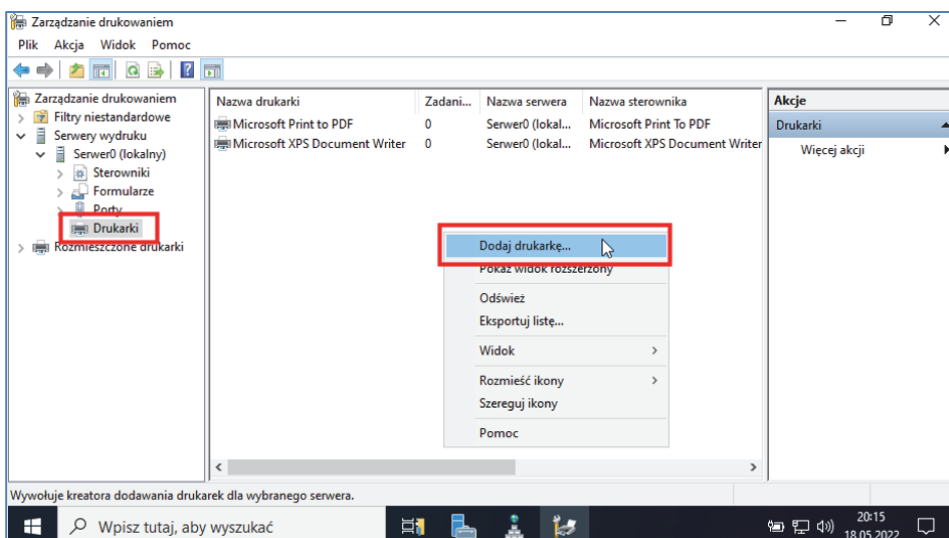 Zarządzanie drukowaniem
Plik Akcja Widok Pomoc
Zarządzanie drukowaniem
Filtry niestandardowe
Serwery wydruku
Serwer0 (lokalny)
Sterowniki
Formularze
Porty
Drukarki
Rozmieszczone drukarki
Nazwa drukarki Zadani... Nazwa serwera Nazwa sterownika
Microsoft Print to PDF 0 Serwer0 (lokal... Microsoft Print To PDF
Microsoft XPS Document Writer 0 Serwer0 (lokal... Microsoft XPS Document Writer
Dodaj drukarkę...
Pokaż widok rozszerzony
Odśwież
Eksportuj listę...
Widok
Rozmieść ikony
Szereguj ikony
Pomoc
Akcje
Drukarki
Więcej akcji
Wywołuje kreatora dodawania drukarek dla wybranego serwera.
Wpisz tutaj, aby wyszukać
20:15
18.05.2022